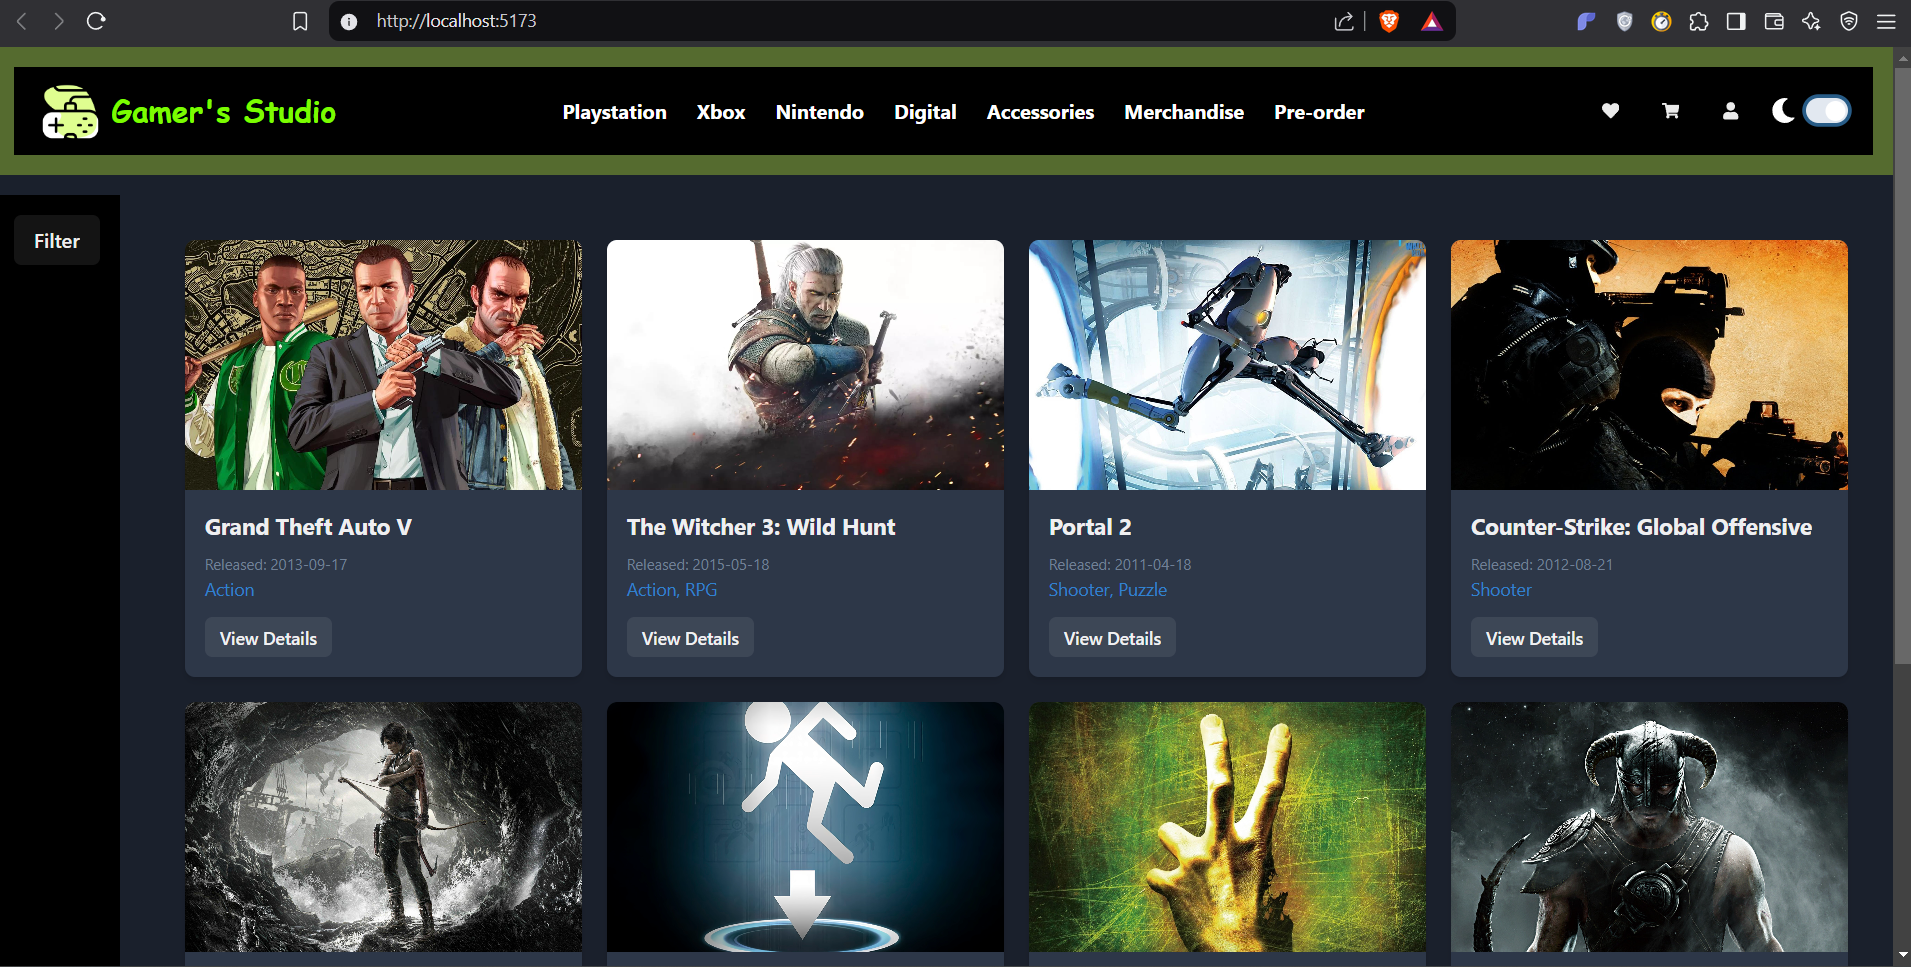 http://localhost:5173
Gamer's Studio
Playstation Xbox Nintendo Digital Accessories Merchandise Pre-order
Filter
Grand Theft Auto V
Released: 2013-09-17
Action
View Details
The Witcher 3: Wild Hunt
Released: 2015-05-18
Action, RPG
View Details
Portal 2
Released: 2011-04-18
Shooter, Puzzle
View Details
Counter-Strike: Global Offensive
Released: 2012-08-21
Shooter
View Details